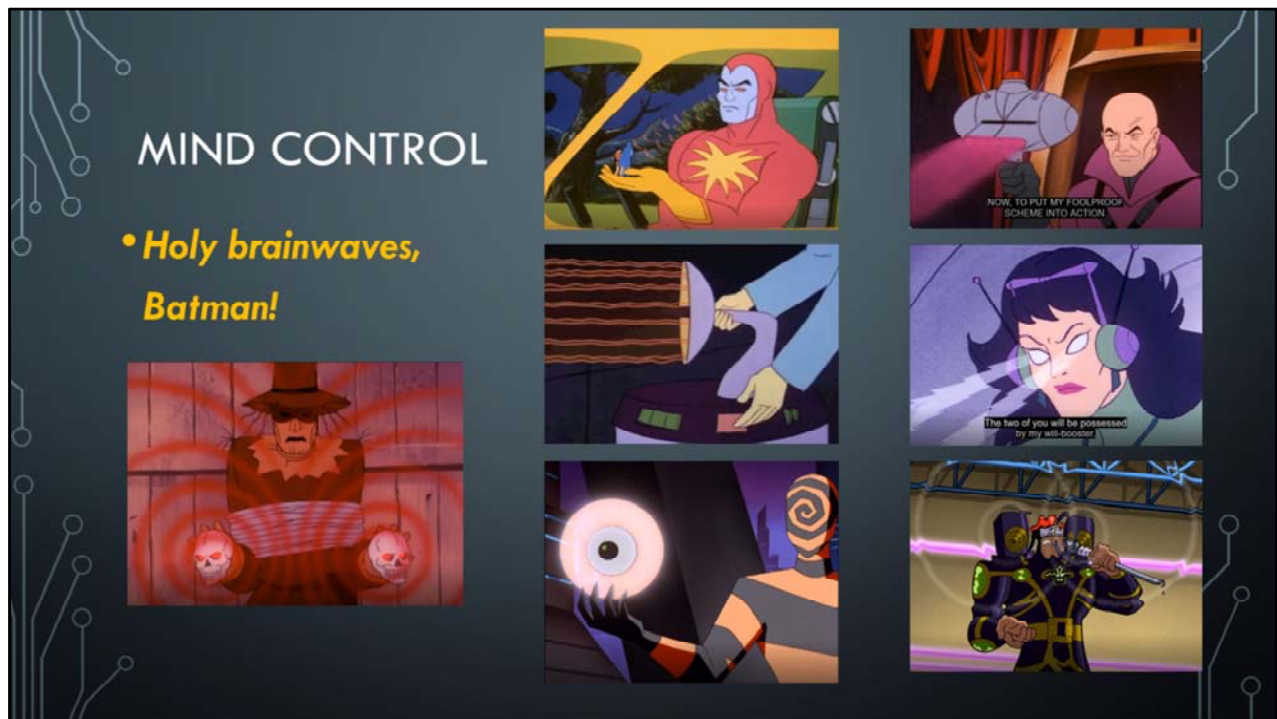 MIND CONTROL
• Holy brainwaves,
Batman!
NOW, TO PUT MY FOOLPROOF
SCHEME INTO ACTION.
The two of you will be possessed
by my will-booster.